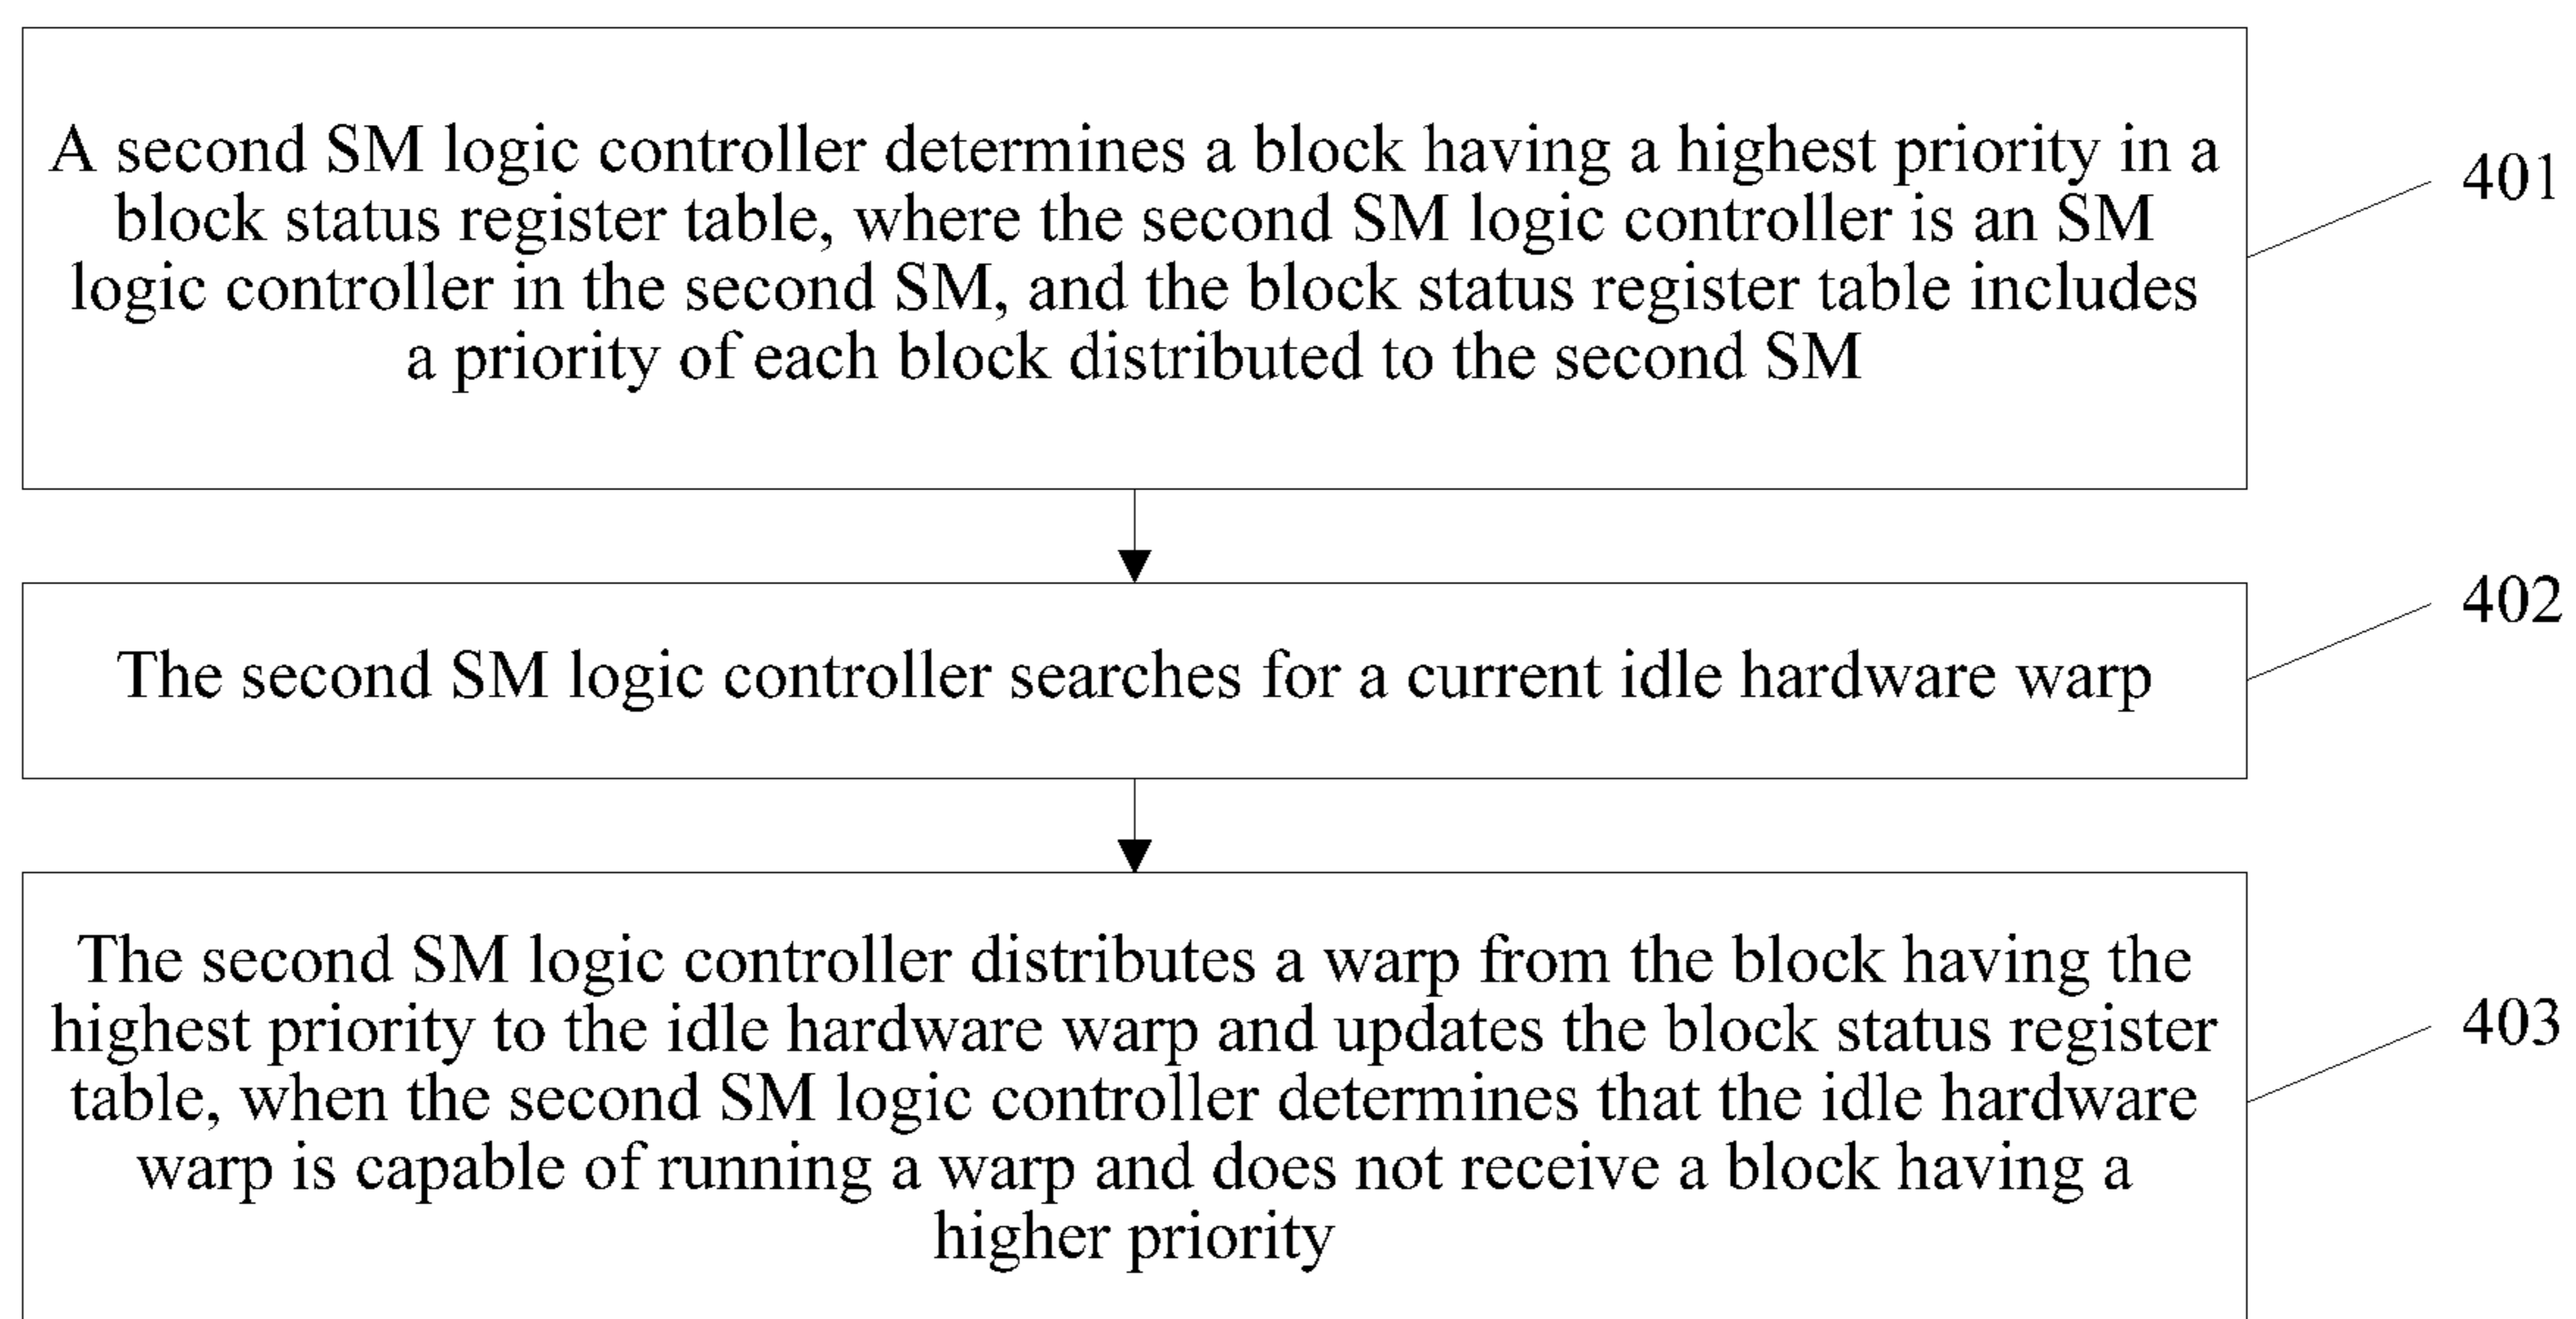 A second SM logic controller determines a block having a highest priority in a
block status register table, where the second SM logic controller is an SM
logic controller in the second SM, and the block status register table includes
a priority of each block distributed to the second SM
401
The second SM logic controller searches for a current idle hardware warp
402
The second SM logic controller distributes a warp from the block having the
highest priority to the idle hardware warp and updates the block status register
table, when the second SM logic controller determines that the idle hardware
warp is capable of running a warp and does not receive a block having a
higher priority
403